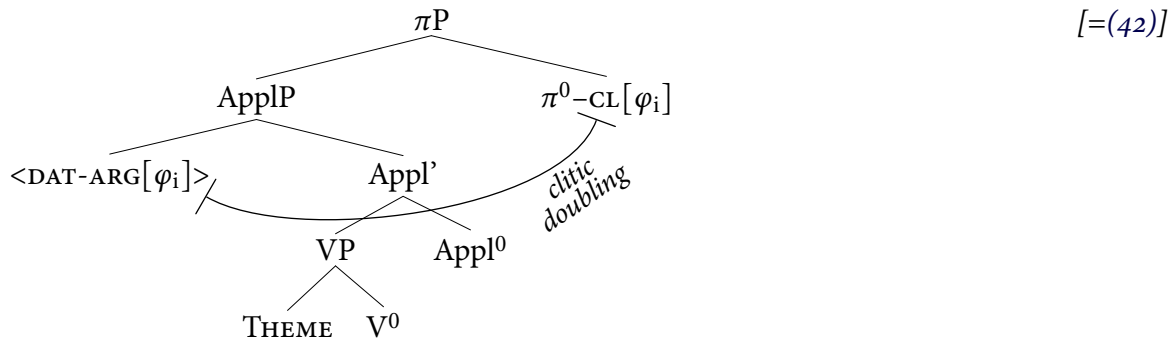 πP
[=(42)]
ApplP
π⁰–CL[φᵢ]
<DAT-ARG[φᵢ]>
Appl’
clitic
doubling
VP
Appl⁰
THEME
V⁰